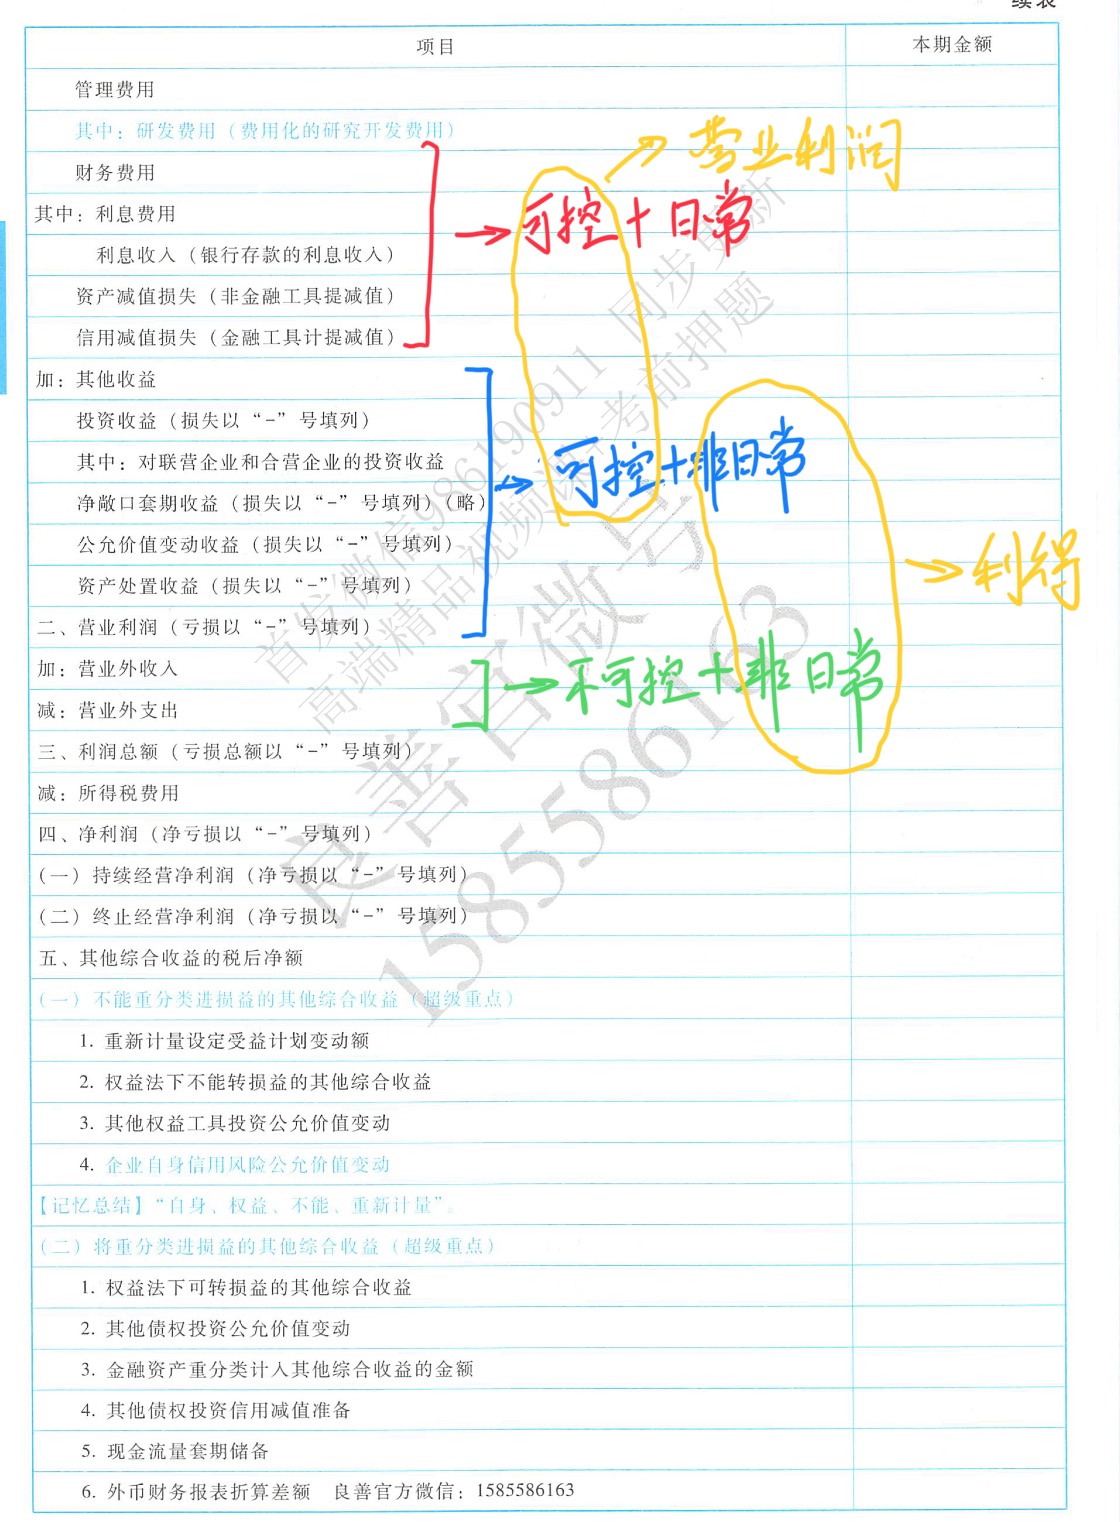 续表
项目 本期金额
管理费用
其中：研发费用（费用化的研究开发费用）
财务费用
其中：利息费用
利息收入（银行存款的利息收入）
资产减值损失（非金融工具提减值）
信用减值损失（金融工具计提减值）
加：其他收益
投资收益（损失以“-”号填列）
其中：对联营企业和合营企业的投资收益
净敞口套期收益（损失以“-”号填列）（略）
公允价值变动收益（损失以“-”号填列）
资产处置收益（损失以“-”号填列）
二、营业利润（亏损以“-”号填列）
加：营业外收入
减：营业外支出
三、利润总额（亏损总额以“-”号填列）
减：所得税费用
四、净利润（净亏损以“-”号填列）
（一）持续经营净利润（净亏损以“-”号填列）
（二）终止经营净利润（净亏损以“-”号填列）
五、其他综合收益的税后净额
（一）不能重分类进损益的其他综合收益（超级重点）
1. 重新计量设定受益计划变动额
2. 权益法下不能转损益的其他综合收益
3. 其他权益工具投资公允价值变动
4. 企业自身信用风险公允价值变动
【记忆总结】“自身、权益、不能、重新计量”。
（二）将重分类进损益的其他综合收益（超级重点）
1. 权益法下可转损益的其他综合收益
2. 其他债权投资公允价值变动
3. 金融资产重分类计入其他综合收益的金额
4. 其他债权投资信用减值准备
5. 现金流量套期储备
6. 外币财务报表折算差额 良善官方微信：1585586163
营业利润
可控+日常
可控+非日常
利得
不可控+非日常
首发微信986190911 同步更新
高端精品视频课 考前押题
良善官微号
1585586163